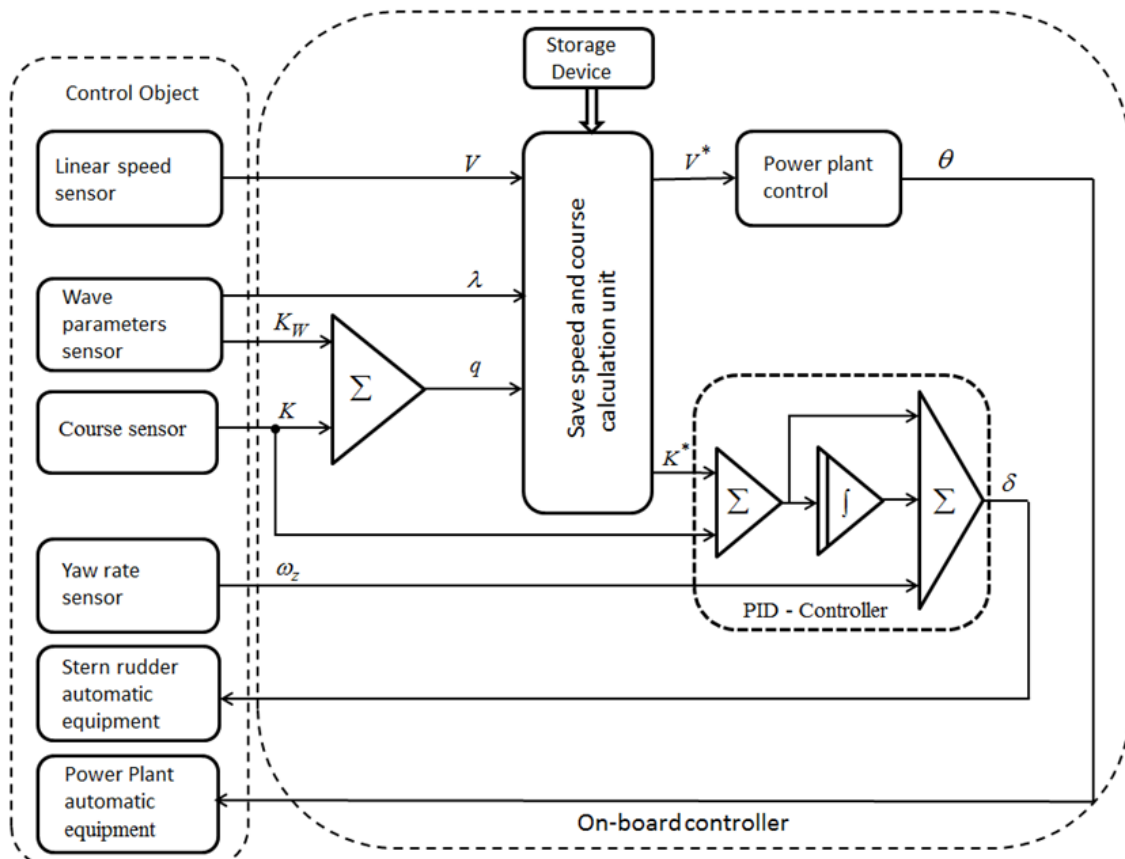 Storage
Device
Control Object
Linear speed
sensor
V
V*
Power plant
control
θ
Save speed and course
calculation unit
Wave
parameters
sensor
λ
K_W
Σ
q
Course sensor
K
K*
Σ
∫
Σ
δ
Yaw rate
sensor
ω_z
PID - Controller
Stern rudder
automatic
equipment
Power Plant
automatic
equipment
On-board controller